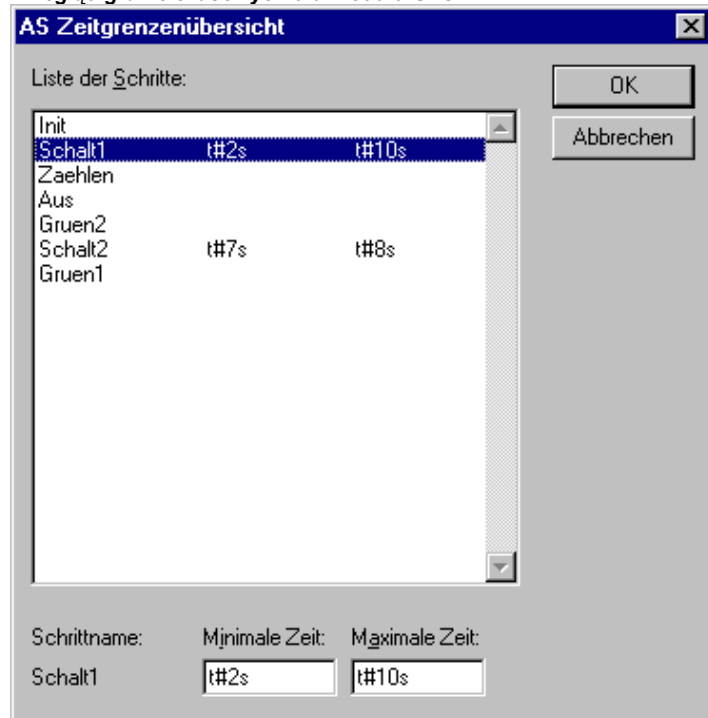 AS Zeitgrenzenübersicht
Liste der Schritte:
OK
Abbrechen
Init
Schalt1 t#2s t#10s
Zaehlen
Aus
Gruen2
Schalt2 t#7s t#8s
Gruen1
Schrittname: Minimale Zeit: Maximale Zeit:
Schalt1 t#2s t#10s